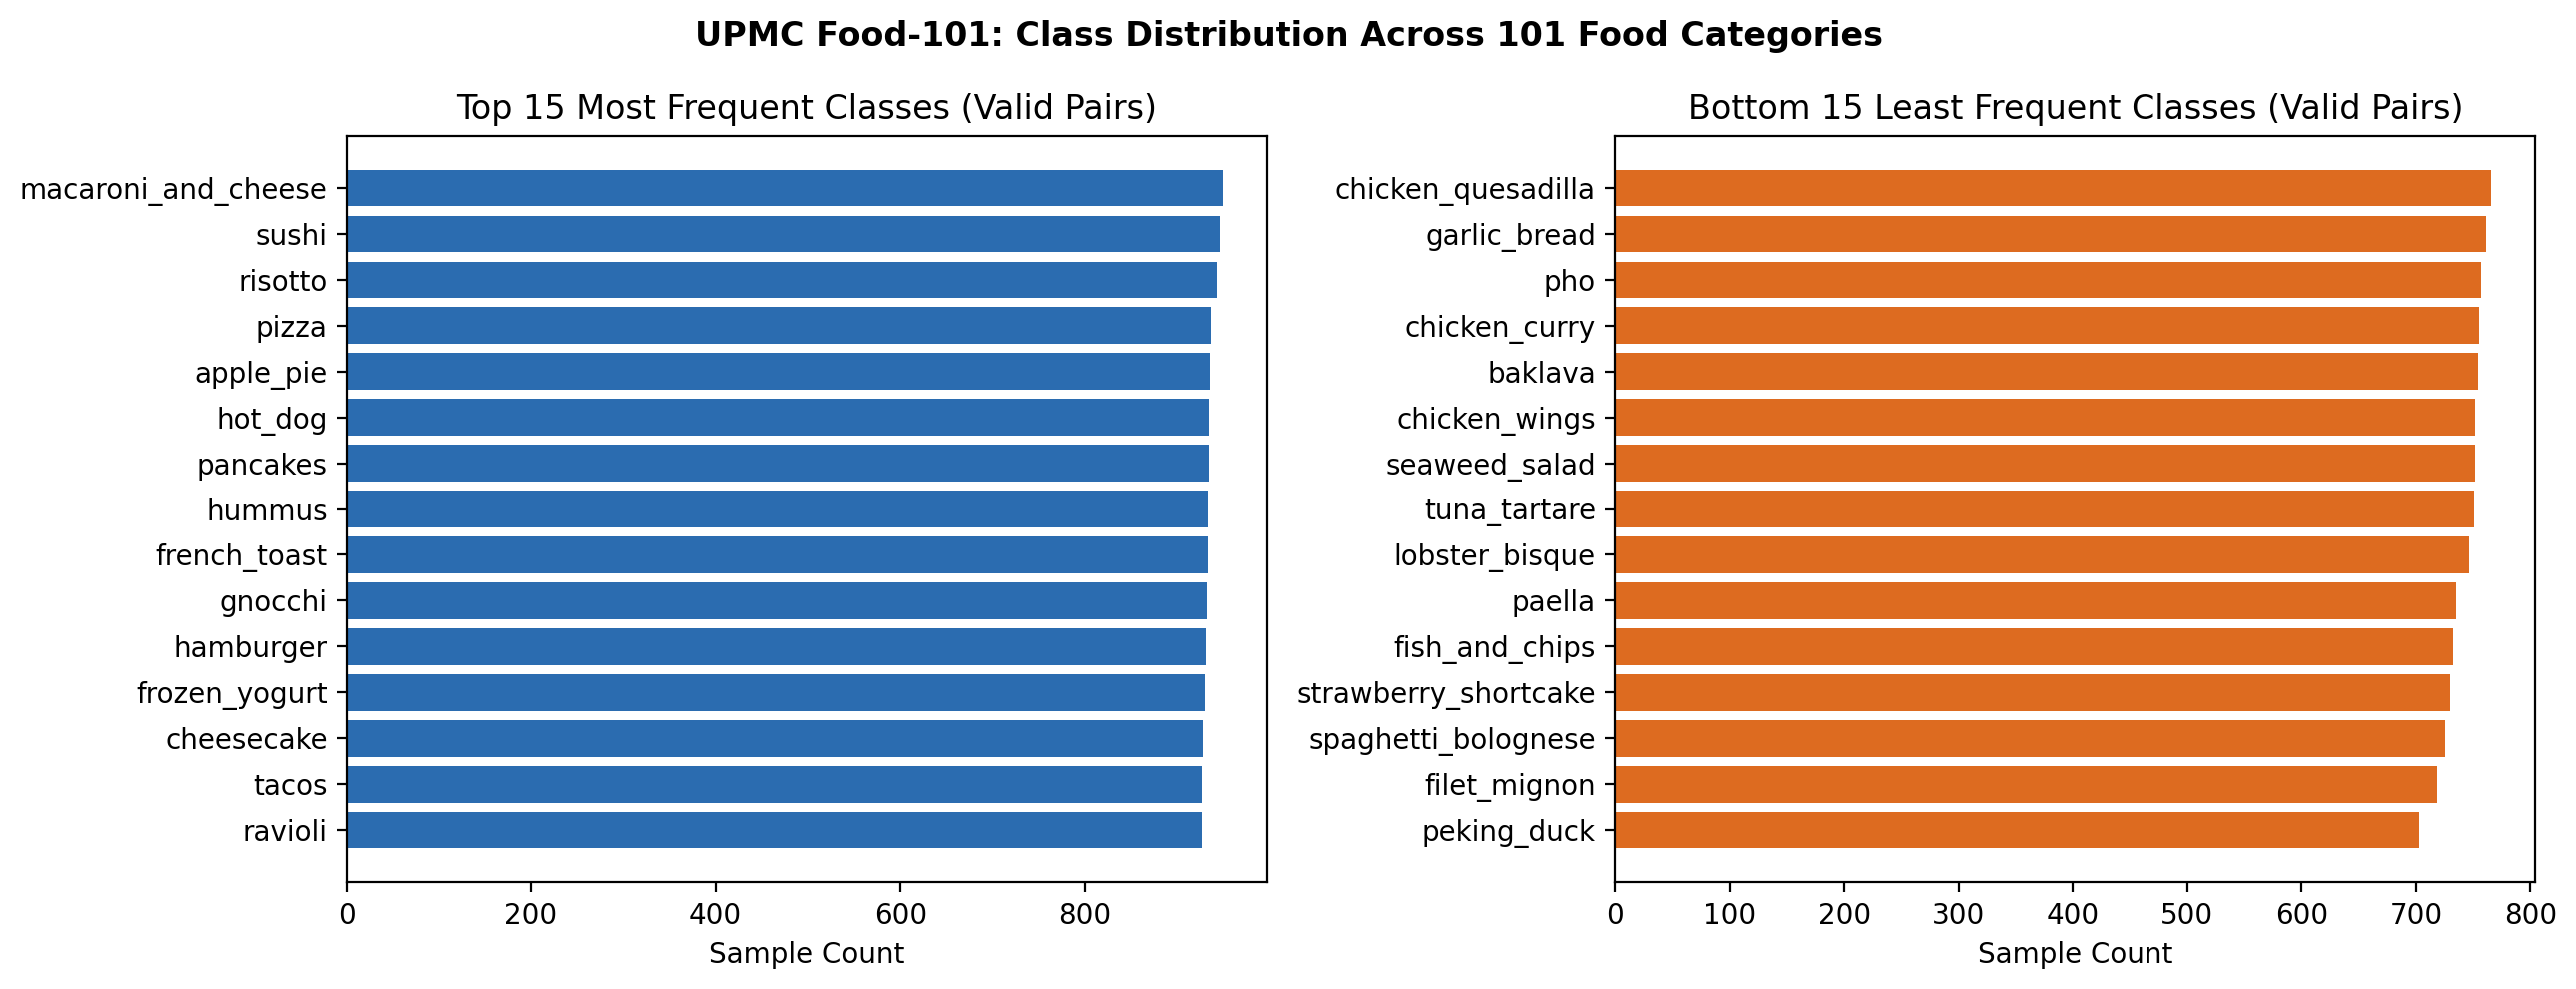 UPMC Food-101: Class Distribution Across 101 Food Categories
Top 15 Most Frequent Classes (Valid Pairs)
macaroni_and_cheese
sushi
risotto
pizza
apple_pie
hot_dog
pancakes
hummus
french_toast
gnocchi
hamburger
frozen_yogurt
cheesecake
tacos
ravioli
0 200 400 600 800
Sample Count
Bottom 15 Least Frequent Classes (Valid Pairs)
chicken_quesadilla
garlic_bread
pho
chicken_curry
baklava
chicken_wings
seaweed_salad
tuna_tartare
lobster_bisque
paella
fish_and_chips
strawberry_shortcake
spaghetti_bolognese
filet_mignon
peking_duck
0 100 200 300 400 500 600 700 800
Sample Count